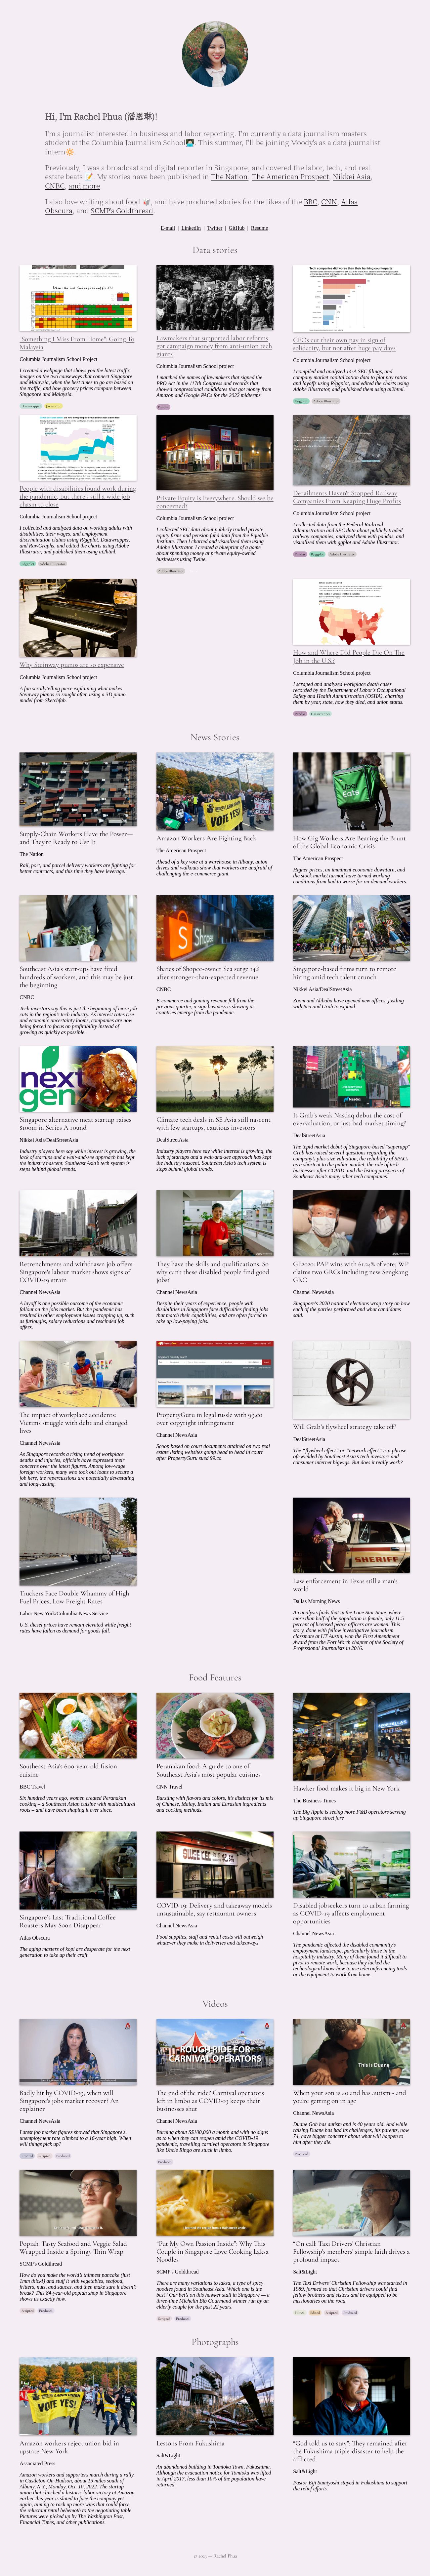 Hi, I'm Rachel Phua (潘恩琳)!
I'm a journalist interested in business and labor reporting. I'm currently a data journalism masters
student at the Columbia Journalism School👩🏻‍💻. This summer, I'll be joining Moody's as a data journalist
intern🔆.
Previously, I was a broadcast and digital reporter in Singapore, and covered the labor, tech, and real
estate beats 📝. My stories have been published in The Nation, The American Prospect, Nikkei Asia,
CNBC, and more.
I also love writing about food 🥡, and have produced stories for the likes of the BBC, CNN, Atlas
Obscura, and SCMP's Goldthread.
E-mail | LinkedIn | Twitter | GitHub | Resume
Data stories
"Something I Miss From Home": Going To
Malaysia
Columbia Journalism School Project
I created a webpage that shows you the latest traffic
images on the two causeways that connect Singapore
and Malaysia, when the best times to go are based on
the traffic, and how grocery prices compare between
Singapore and Malaysia.
Datawrapper Javascript
Lawmakers that supported labor reforms
got campaign money from anti-union tech
giants
Columbia Journalism School project
I matched the names of lawmakers that signed the
PRO Act in the 117th Congress and records that
showed congressional candidates that got money from
Amazon and Google PACs for the 2022 midterms.
Pandas
CEOs cut their own pay in sign of
solidarity, but not after huge pay days
Columbia Journalism School project
I compiled and analyzed 14-A SEC filings, and
company market capitalization data to plot pay ratios
and layoffs using RIggplot, and edited the charts using
Adobe Illustrator, and published them using ai2html.
R/ggplot Adobe Illustrator
People with disabilities found work during
the pandemic, but there's still a wide job
chasm to close
Columbia Journalism School project
I collected and analyzed data on working adults with
disabilities, their wages, and employment
discrimination claims using R/ggplot, Datawrapper,
and RawGraphs, edited the charts using Adobe
Illustrator, and published them using ai2html.
R/ggplot Adobe Illustrator
Private Equity is Everywhere. Should we be
concerned?
Columbia Journalism School project
I collected SEC data about publicly traded private
equity firms and pension fund data from the Equable
Institute. Then I charted and visualized them using
Adobe Illustrator. I created a blueprint of a game
about spending money at private equity-owned
businesses using Twine.
Adobe Illustrator
Derailments Haven't Stopped Railway
Companies From Reaping Huge Profits
Columbia Journalism School project
I collected data from the Federal Railroad
Administration and SEC data about publicly traded
railway companies, analyzed them with pandas, and
visualized them with ggplot and Adobe Illustrator.
Pandas R/ggplot Adobe Illustrator
Why Steinway pianos are so expensive
Columbia Journalism School project
A fun scrollytelling piece explaining what makes
Steinway pianos so sought after, using a 3D piano
model from Sketchfab.
How and Where Did People Die On The
Job in the U.S.?
Columbia Journalism School project
I scraped and analyzed workplace death cases
recorded by the Department of Labor's Occupational
Safety and Health Administration (OSHA), charting
them by year, state, how they died, and union status.
Pandas Datawrapper
News Stories
Supply-Chain Workers Have the Power—
and They're Ready to Use It
The Nation
Rail, port, and parcel delivery workers are fighting for
better contracts, and this time they have leverage.
Amazon Workers Are Fighting Back
The American Prospect
Ahead of a key vote at a warehouse in Albany, union
drives and walkouts show that workers are unafraid of
challenging the e-commerce grant.
How Gig Workers Are Bearing the Brunt
of the Global Economic Crisis
The American Prospect
Higher prices, an imminent economic downturn, and
the stock market turmoil have turned working
conditions from bad to worse for on-demand workers.
Southeast Asia's start-ups have fired
hundreds of workers, and this may be just
the beginning
CNBC
Tech investors say this is just the beginning of more job
cuts in the region's tech industry. As interest rates rise
and economic uncertainty looms, companies are now
being forced to focus on profitability instead of
growing as quickly as possible.
Shares of Shopee-owner Sea surge 14%
after stronger-than-expected revenue
CNBC
E-commerce and gaming revenue fell from the
previous quarter, a sign business is slowing as
countries emerge from the pandemic.
Singapore-based firms turn to remote
hiring amid tech talent crunch
Nikkei Asia/DealStreetAsia
Zoom and Alibaba have opened new offices, jostling
with Sea and Grab to expand.
next
gen
Singapore alternative meat startup raises
$100m in Series A round
Nikkei Asia/DealStreetAsia
Industry players here say while interest is growing, the
lack of startups and a wait-and-see approach has kept
the industry nascent. Southeast Asia's tech system is
steps behind global trends.
Climate tech deals in SE Asia still nascent
with few startups, cautious investors
DealStreetAsia
Industry players here say while interest is growing, the
lack of startups and a wait-and-see approach has kept
the industry nascent. Southeast Asia's tech system is
steps behind global trends.
Is Grab's weak Nasdaq debut the cost of
overvaluation, or just bad market timing?
DealStreetAsia
The tepid market debut of Singapore-based "superapp"
Grab has raised several questions regarding the
company's plus-size valuation, the reliability of SPACs
as a shortcut to the public market, the role of tech
businesses after COVID, and the listing prospects of
Southeast Asia's many other tech companies.
Retrenchments and withdrawn job offers:
Singapore's labour market shows signs of
COVID-19 strain
Channel NewsAsia
A layoff is one possible outcome of the economic
fallout on the jobs market. But the pandemic has
resulted in other employment issues cropping up, such
as furloughs, salary reductions and rescinded job
offers.
They have the skills and qualifications. So
why can't these disabled people find good
jobs?
Channel NewsAsia
Despite their years of experience, people with
disabilities in Singapore face difficulties finding jobs
that match their capabilities, and are often forced to
take up low-paying jobs.
GE2020: PAP wins with 61.24% of vote; WP
claims two GRCs including new Sengkang
GRC
Channel NewsAsia
Singapore's 2020 national elections wrap story on how
each of the parties performed and what candidates
said.
The impact of workplace accidents:
Victims struggle with debt and changed
lives
Channel NewsAsia
As Singapore records a rising trend of workplace
deaths and injuries, officials have expressed their
concerns over the latest figures. Among low-wage
foreign workers, many who took out loans to secure a
job here, the repercussions are potentially devastating
and long-lasting.
PropertyGuru in legal tussle with 99.co
over copyright infringement
Channel NewsAsia
Scoop based on court documents attained on two real
estate listing websites going head to head in court
after PropertyGuru sued 99.co.
Will Grab's flywheel strategy take off?
DealStreetAsia
The "flywheel effect" or "network effect" is a phrase
oft-wielded by Southeast Asia's tech investors and
consumer internet bigwigs. But does it really work?
Truckers Face Double Whammy of High
Fuel Prices, Low Freight Rates
Labor New York/Columbia News Service
U.S. diesel prices have remain elevated while freight
rates have fallen as demand for goods fall.
SHERIFF
Law enforcement in Texas still a man's
world
Dallas Morning News
An analysis finds that in the Lone Star State, where
more than half of the population is female, only 11.5
percent of licensed peace officers are women. This
story, done with fellow investigative journalism
classmate at UT Austin, won the First Amendment
Award from the Fort Worth chapter of the Society of
Professional Journalists in 2016.
Food Features
Southeast Asia's 600-year-old fusion
cuisine
BBC Travel
Six hundred years ago, women created Peranakan
cooking – a Southeast Asian cuisine with multicultural
roots – and have been shaping it ever since.
Peranakan food: A guide to one of
Southeast Asia's most popular cuisines
CNN Travel
Bursting with flavors and colors, it's distinct for its mix
of Chinese, Malay, Indian and Eurasian ingredients
and cooking methods.
Hawker food makes it big in New York
The Business Times
The Big Apple is seeing more F&B operators serving
up Singapore street fare
Singapore's Last Traditional Coffee
Roasters May Soon Disappear
Atlas Obscura
The aging masters of kopi are desperate for the next
generation to take up their craft.
COVID-19: Delivery and takeaway models
unsustainable, say restaurant owners
Channel NewsAsia
Food supplies, staff and rental costs will outweigh
whatever they make in deliveries and takeaways.
Disabled jobseekers turn to urban farming
as COVID-19 affects employment
opportunities
Channel NewsAsia
The pandemic affected the disabled community's
employment landscape, particularly those in the
hospitality industry. Many of them found it difficult to
pivot to remote work, because they lacked the
technological know-how to use teleconferencing tools
or the equipment to work from home.
Videos
Badly hit by COVID-19, when will
Singapore's jobs market recover? An
explainer
Channel NewsAsia
Latest job market figures showed that Singapore's
unemployment rose climbed to a 16-year high. When
will things pick up?
Hosted Scripted Produced
ROUGH RIDE FOR
CARNIVAL OPERATORS
The end of the ride? Carnival operators
left in limbo as COVID-19 keeps their
businesses shut
Channel NewsAsia
Burning about S$100,000 a month and with no signs
as to when they can reopen amid the COVID-19
pandemic, travelling carnival operators in Singapore
like Uncle Ringo are stuck in limbo.
Produced
This is Duane
When your son is 40 and has autism - and
you're getting on in age
Channel NewsAsia
Duane Goh has autism and is 40 years old. And while
raising Duane has had its challenges, his parents, now
74, have bigger concerns about what will happen to
him after they die.
Produced
Popiah: Tasty Seafood and Veggie Salad
Wrapped Inside a Springy Thin Wrap
SCMP's Goldthread
How do you make the world's thinnest pancake (just
1mm thick!) and stuff it with vegetables, seafood,
fritters, nuts, and sauces, and then make sure it doesn't
break? This 84-year-old popiah shop in Singapore
shows us exactly how.
Scripted Produced
"Put My Own Passion Inside": Why This
Couple in Singapore Love Cooking Laksa
Noodles
SCMP's Goldthread
There are many variations to laksa, a type of spicy
noodles found in Southeast Asia. Which one is the
best? Our bet's on this hawker stall in Singapore — a
three-time Michelin Bib Gourmand winner run by an
elderly couple for the past 22 years.
Scripted Produced
"On call: Taxi Drivers' Christian
Fellowship's members' simple faith drives a
profound impact
Salt&Light
The Taxi Drivers' Christian Fellowship was started in
1989, formed so that Christian drivers could find
fellow brothers and sisters and be equipped to be
missionaries on the road.
Filmed Edited Scripted Produced
Photographs
Amazon workers reject union bid in
upstate New York
Associated Press
Amazon workers and supporters march during a rally
in Castleton-On-Hudson, about 15 miles south of
Albany, N.Y., Monday, Oct. 10, 2022. The startup
union that clinched a historic labor victory at Amazon
earlier this year is slated to face the company yet
again, aiming to rack up more wins that could force
the reluctant retail behemoth to the negotiating table.
Pictures were picked up by The Washington Post,
Financial Times, and other publications.
Lessons From Fukushima
Salt&Light
An abandoned building in Tomioka Town, Fukushima.
Although the evacuation notice for Tomioka was lifted
in April 2017, less than 10% of the population have
returned.
"God told us to stay": They remained after
the Fukushima triple-disaster to help the
afflicted
Salt&Light
Pastor Eiji Sumiyoshi stayed in Fukushima to support
the relief efforts.
© 2023 — Rachel Phua